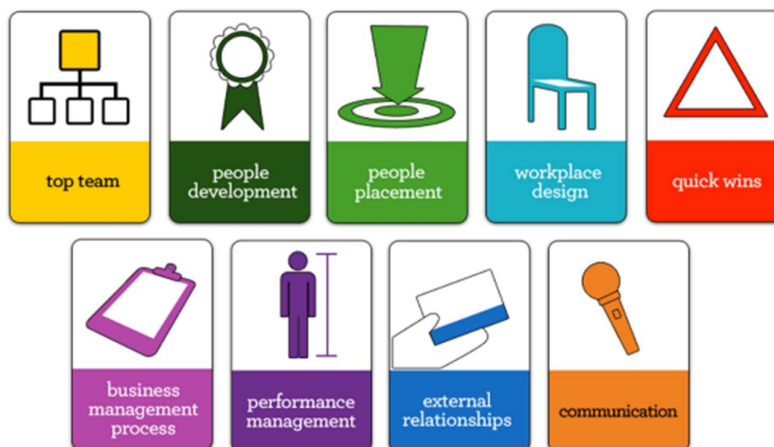 top team
people
development
people
placement
workplace
design
quick wins
business
management
process
performance
management
external
relationships
communication